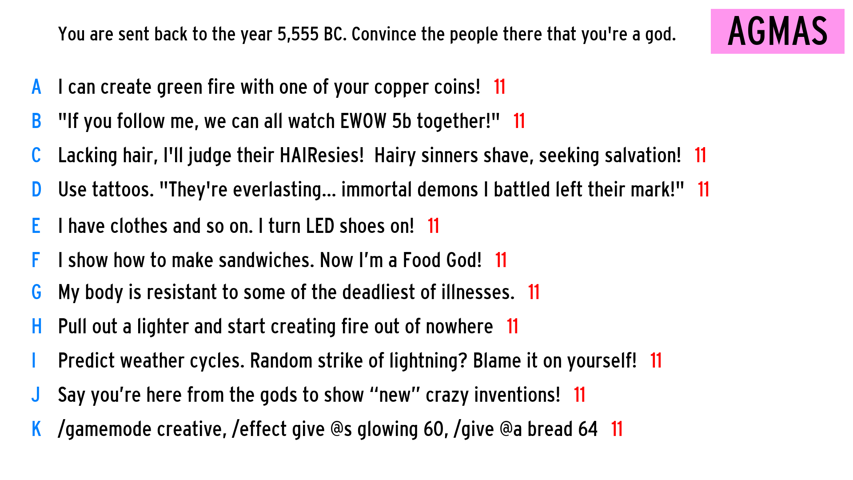 You are sent back to the year 5,555 BC. Convince the people there that you're a god.
AGMAS
A I can create green fire with one of your copper coins! 11
B "If you follow me, we can all watch EWOW 5b together!" 11
C Lacking hair, I'll judge their HAIResies! Hairy sinners shave, seeking salvation! 11
D Use tattoos. "They're everlasting... immortal demons I battled left their mark!" 11
E I have clothes and so on. I turn LED shoes on! 11
F I show how to make sandwiches. Now I’m a Food God! 11
G My body is resistant to some of the deadliest of illnesses. 11
H Pull out a lighter and start creating fire out of nowhere 11
I Predict weather cycles. Random strike of lightning? Blame it on yourself! 11
J Say you’re here from the gods to show “new” crazy inventions! 11
K /gamemode creative, /effect give @s glowing 60, /give @a bread 64 11